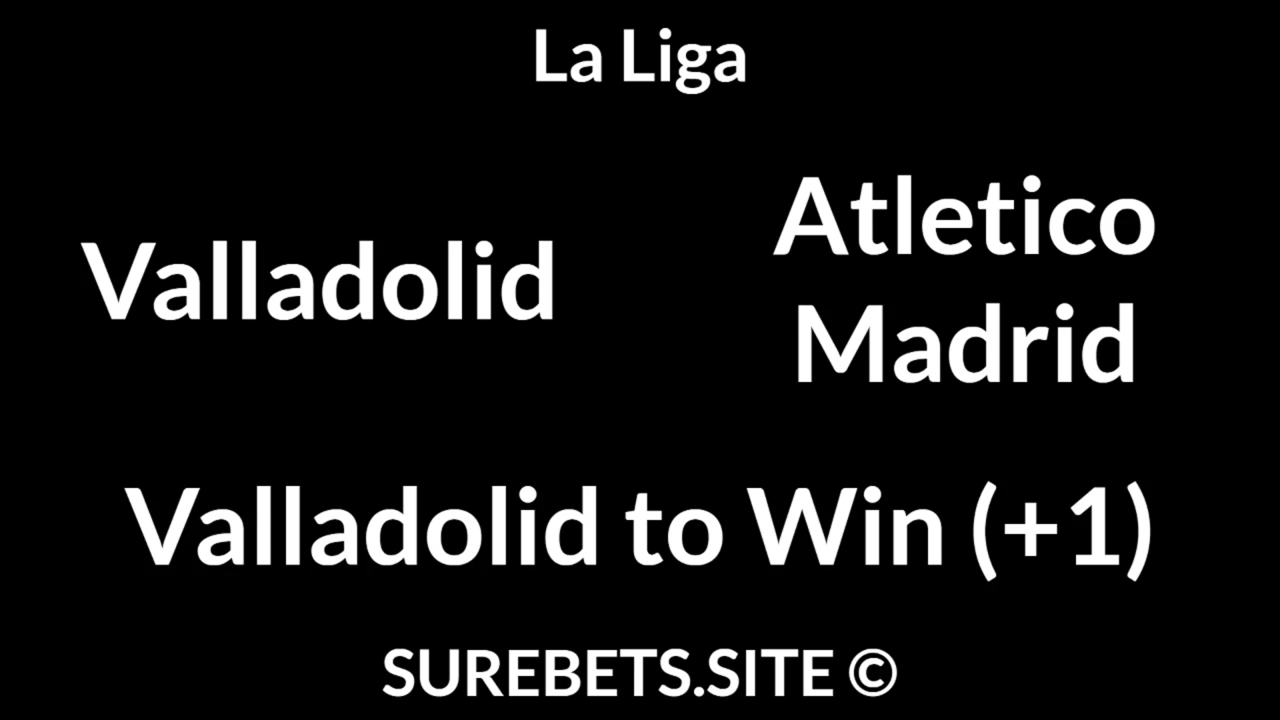 La Liga
Valladolid
Atletico
Madrid
Valladolid to Win (+1)
SUREBETS.SITE ©